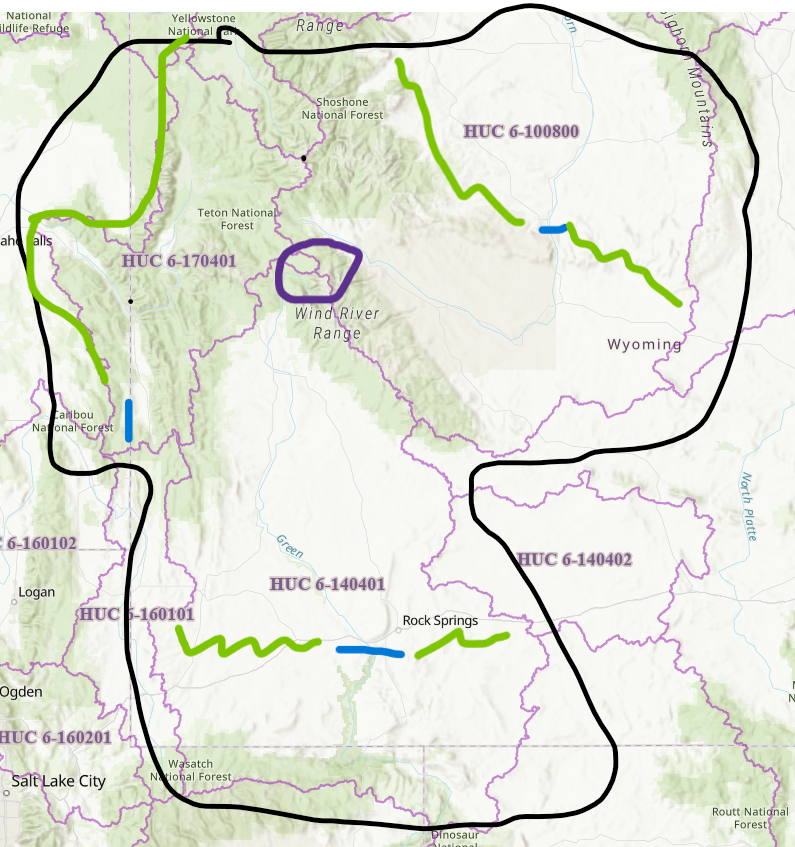 National
ildlife Refuge
Yellowstone
National Park
Range
orn
Bighorn Mountains
Shoshone
National Forest
HUC 6-100800
Teton National
Forest
aho Falls
HUC 6-170401
Wind River
Range
Wyoming
Caribou
National Forest
North Platte
Green
C 6-160102
HUC 6-140402
HUC 6-140401
Logan
HUC 6-160101
Rock Springs
Ogden
HUC 6-160201
Wasatch
National Forest
Salt Lake City
Routt National
Forest
Dinosaur
National